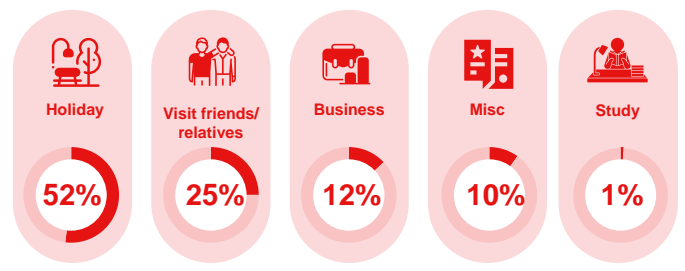 Holiday
Visit friends/
relatives
Business
Misc
Study
52%
25%
12%
10%
1%